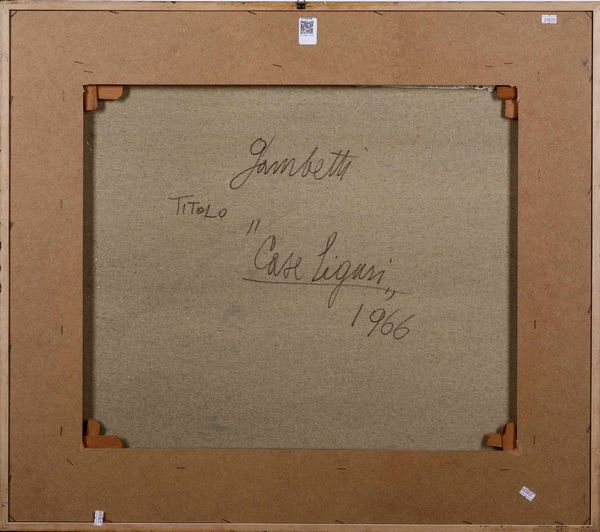 Gambetti
TITOLO
"Case Liguri„
1966